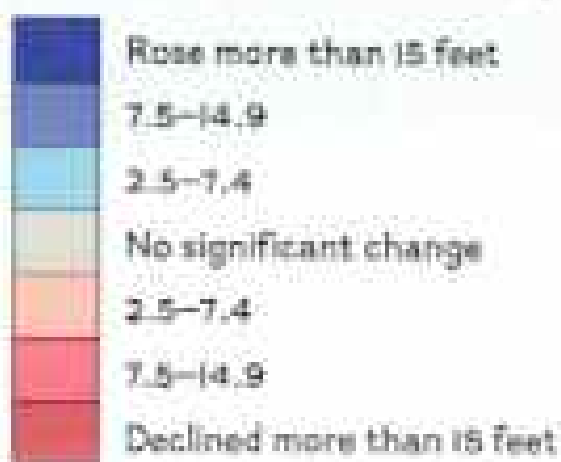 Rose more than 15 feet
7.5–14.9
2.5–7.4
No significant change
2.5–7.4
7.5–14.9
Declined more than 15 feet